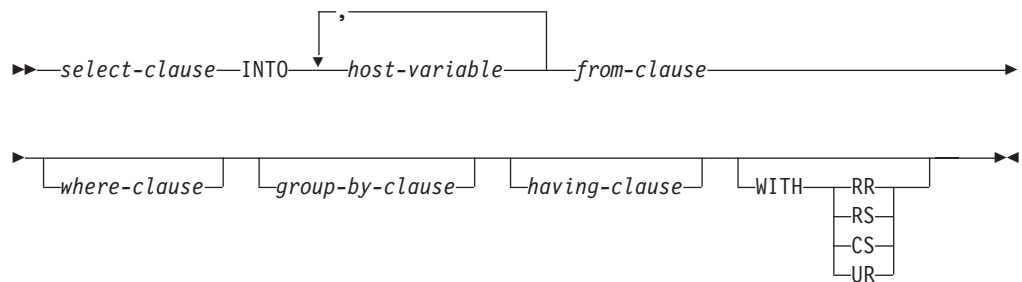 ,
select-clause INTO host-variable from-clause
where-clause group-by-clause having-clause WITH RR
RS
CS
UR